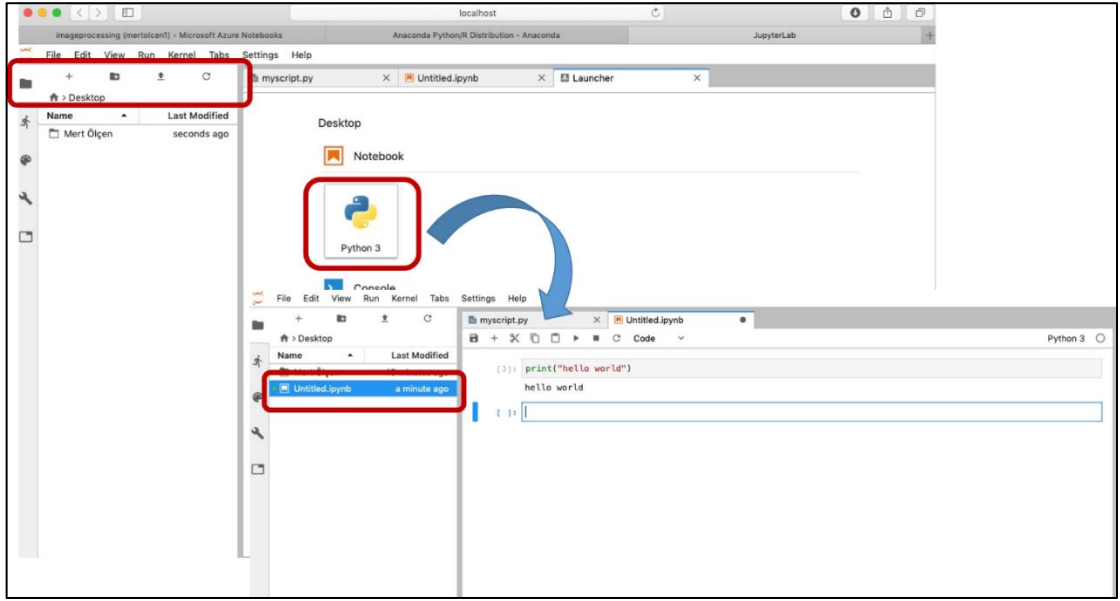 localhost
imageprocessing (mertolcen1) - Microsoft Azure Notebooks
Anaconda Python/R Distribution - Anaconda
JupyterLab
+
File Edit View Run Kernel Tabs Settings Help
myscript.py
Untitled.ipynb
Launcher
> Desktop
Name Last Modified
Mert Ölçen seconds ago
Desktop
Notebook
Python 3
Console
File Edit View Run Kernel Tabs Settings Help
> Desktop
Name Last Modified
Untitled.ipynb a minute ago
myscript.py
Untitled.ipynb
Code
Python 3
[3]: print("hello world")
hello world
[ ]: